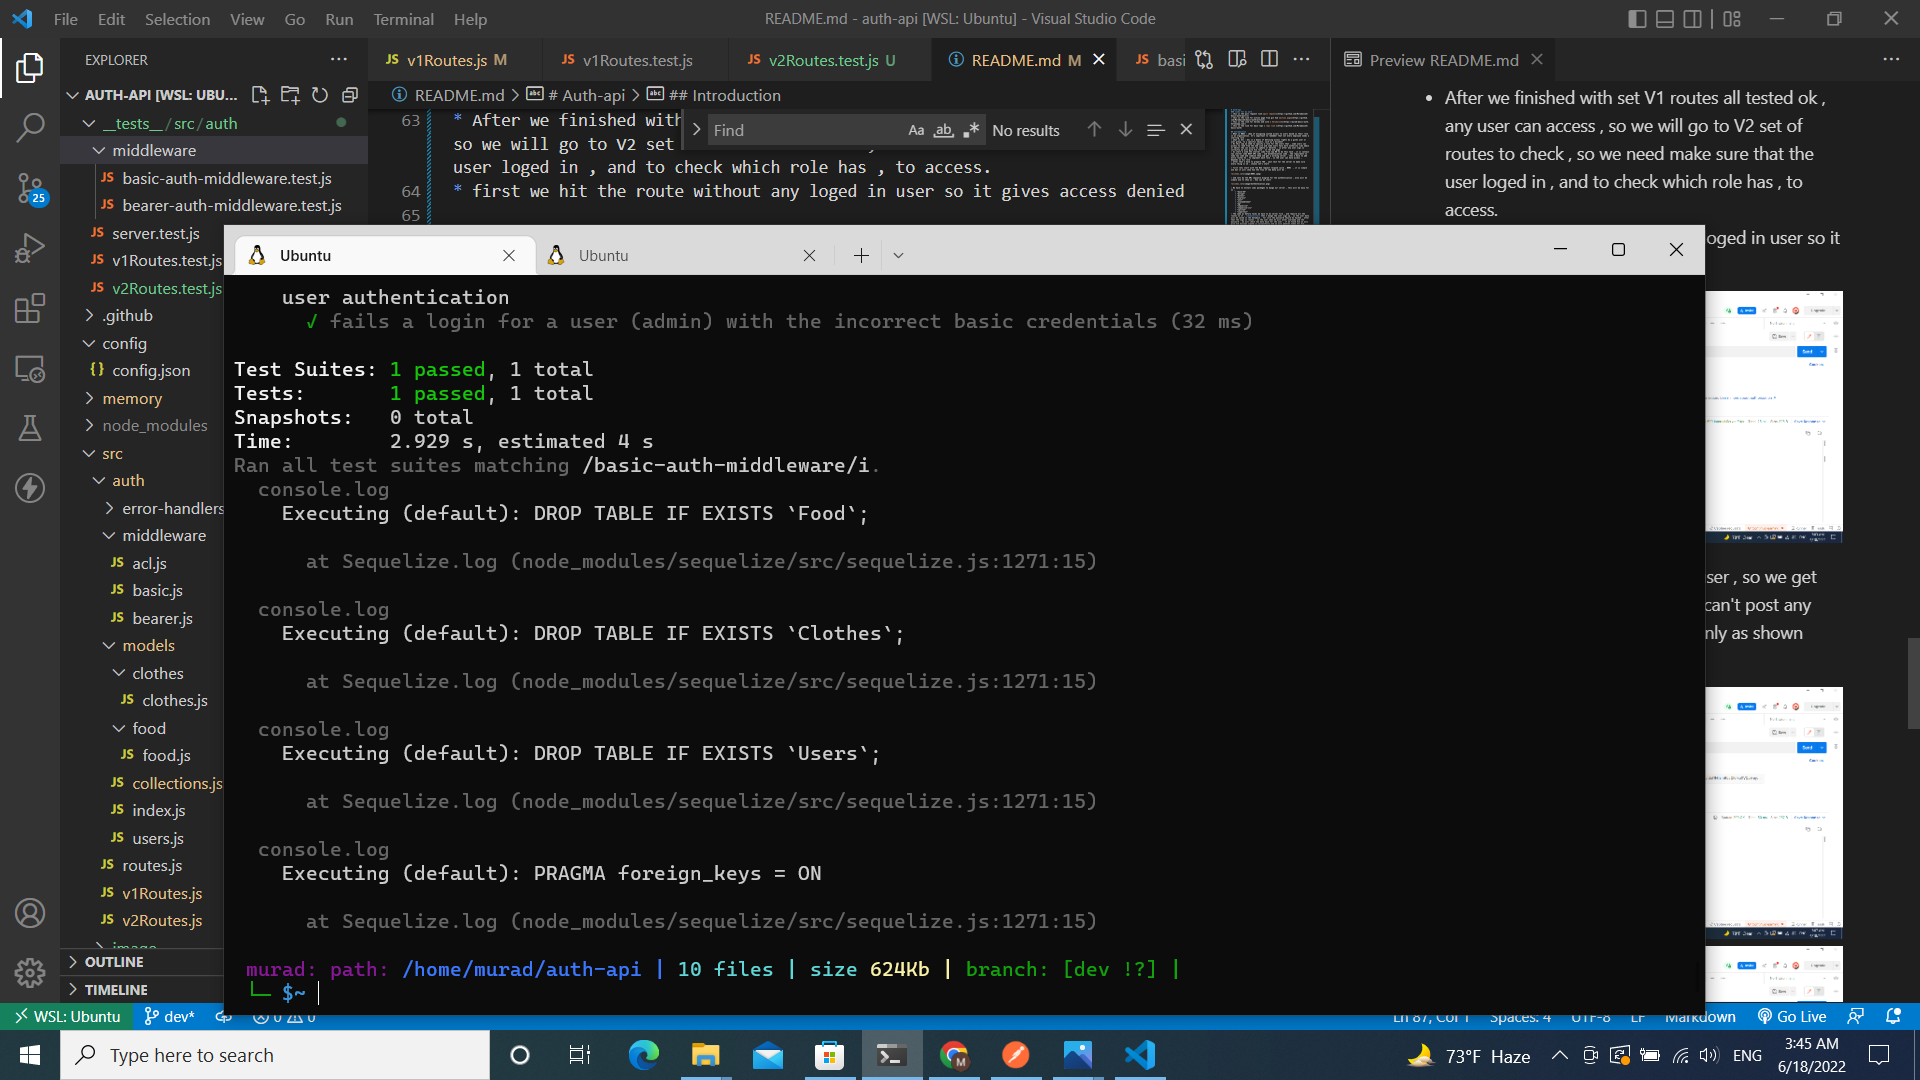 File Edit Selection View Go Run Terminal Help
README.md - auth-api [WSL: Ubuntu] - Visual Studio Code
EXPLORER
v1Routes.js M
v1Routes.test.js
v2Routes.test.js U
README.md M
basi
Preview README.md
AUTH-API [WSL: UBU...
README.md > # Auth-api > ## Introduction
__tests__ / src / auth
middleware
basic-auth-middleware.test.js
bearer-auth-middleware.test.js
server.test.js
v1Routes.test.js
v2Routes.test.js
.github
config
config.json
memory
node_modules
src
auth
error-handlers
middleware
acl.js
basic.js
bearer.js
models
clothes
clothes.js
food
food.js
collections.js
index.js
users.js
routes.js
v1Routes.js
v2Routes.js
image
OUTLINE
TIMELINE
25
63 * After we finished with
so we will go to V2 set
user loged in , and to check which role has , to access.
64 * first we hit the route without any loged in user so it gives access denied
65
Find
Aa ab
No results
After we finished with set V1 routes all tested ok ,
any user can access , so we will go to V2 set of
routes to check , so we need make sure that the
user loged in , and to check which role has , to
access.
oged in user so it
ser , so we get
can't post any
nly as shown
Ubuntu
Ubuntu
user authentication
√ fails a login for a user (admin) with the incorrect basic credentials (32 ms)
Test Suites: 1 passed, 1 total
Tests: 1 passed, 1 total
Snapshots: 0 total
Time: 2.929 s, estimated 4 s
Ran all test suites matching /basic-auth-middleware/i.
console.log
Executing (default): DROP TABLE IF EXISTS `Food`;
at Sequelize.log (node_modules/sequelize/src/sequelize.js:1271:15)
console.log
Executing (default): DROP TABLE IF EXISTS `Clothes`;
at Sequelize.log (node_modules/sequelize/src/sequelize.js:1271:15)
console.log
Executing (default): DROP TABLE IF EXISTS `Users`;
at Sequelize.log (node_modules/sequelize/src/sequelize.js:1271:15)
console.log
Executing (default): PRAGMA foreign_keys = ON
at Sequelize.log (node_modules/sequelize/src/sequelize.js:1271:15)
murad: path: /home/murad/auth-api | 10 files | size 624Kb | branch: [dev !?] |
└─ $~
WSL: Ubuntu
dev*
0 0
Ln 87, Col 1
Spaces: 4
UTF-8
LF
Markdown
Go Live
Type here to search
73°F Haze
ENG
3:45 AM
6/18/2022